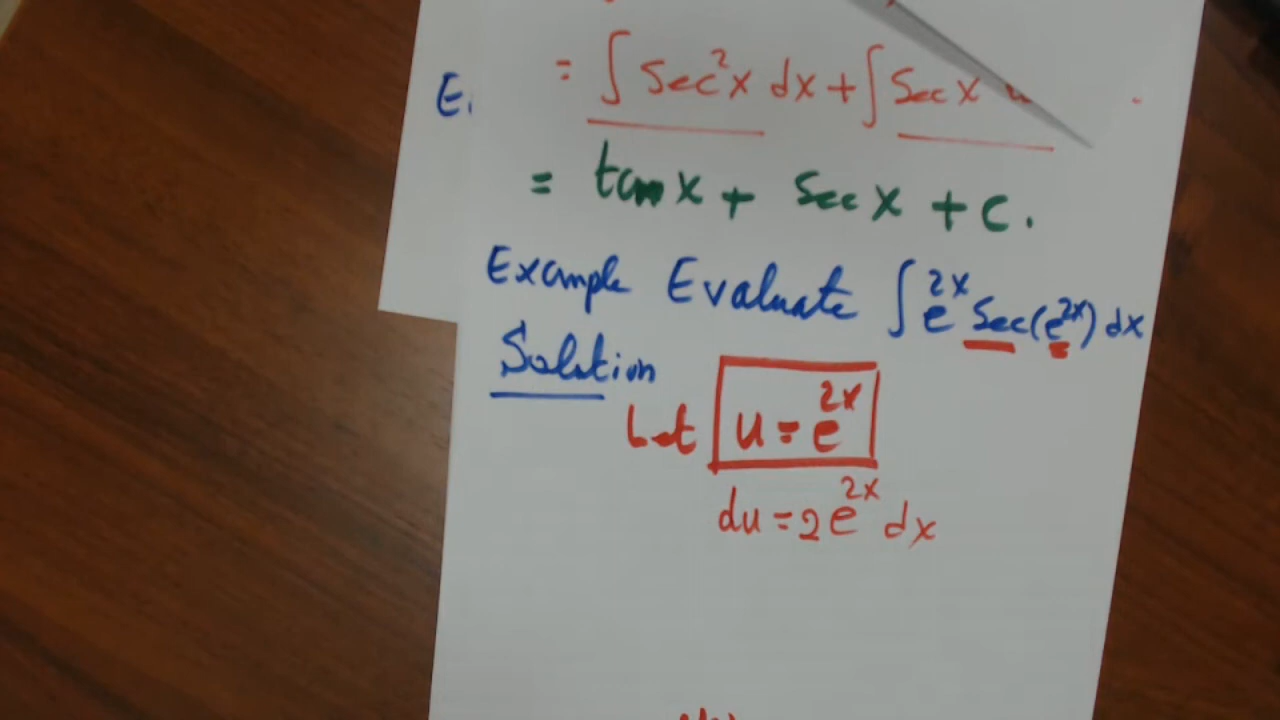 = ∫ Sec²x dx + ∫ Sec x
E
= tan x + Sec x + C.
Example Evaluate ∫ e^{2x} Sec(e^{2x}) dx
Solution
Let u = e^{2x}
du = 2e^{2x} dx